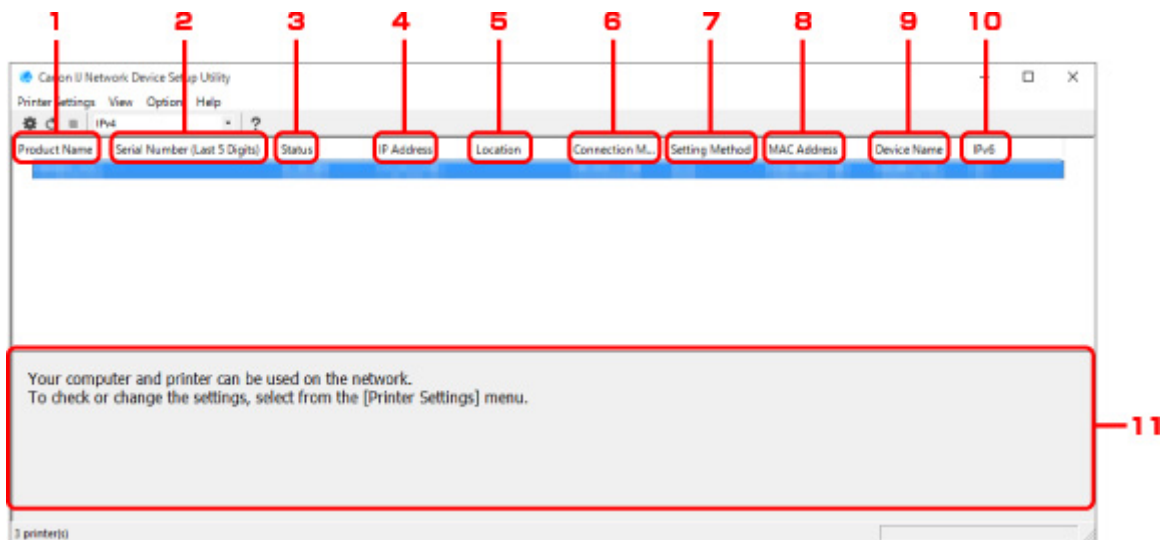 1 2 3 4 5 6 7 8 9 10
Canon IJ Network Device Setup Utility
Printer Settings View Option Help
IPv4 ?
Product Name Serial Number (Last 5 Digits) Status IP Address Location Connection M... Setting Method MAC Address Device Name IPv6
Your computer and printer can be used on the network.
To check or change the settings, select from the [Printer Settings] menu.
11
3 printer(s)